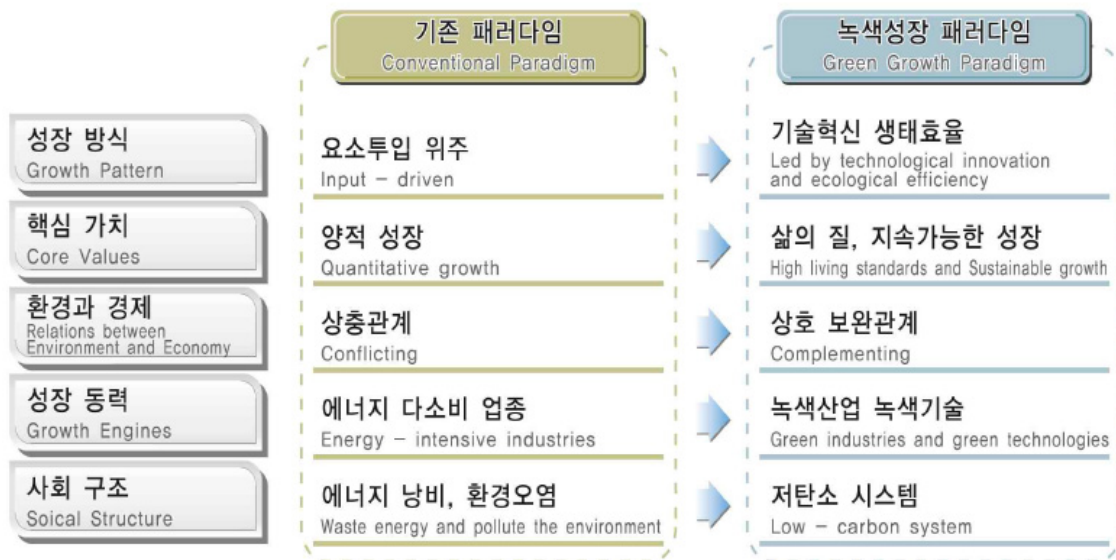 기존 패러다임
Conventional Paradigm
녹색성장 패러다임
Green Growth Paradigm
성장 방식
Growth Pattern
요소투입 위주
Input – driven
기술혁신 생태효율
Led by technological innovation
and ecological efficiency
핵심 가치
Core Values
양적 성장
Quantitative growth
삶의 질, 지속가능한 성장
High living standards and Sustainable growth
환경과 경제
Relations between
Environment and Economy
상충관계
Conflicting
상호 보완관계
Complementing
성장 동력
Growth Engines
에너지 다소비 업종
Energy – intensive industries
녹색산업 녹색기술
Green industries and green technologies
사회 구조
Soical Structure
에너지 낭비, 환경오염
Waste energy and pollute the environment
저탄소 시스템
Low – carbon system